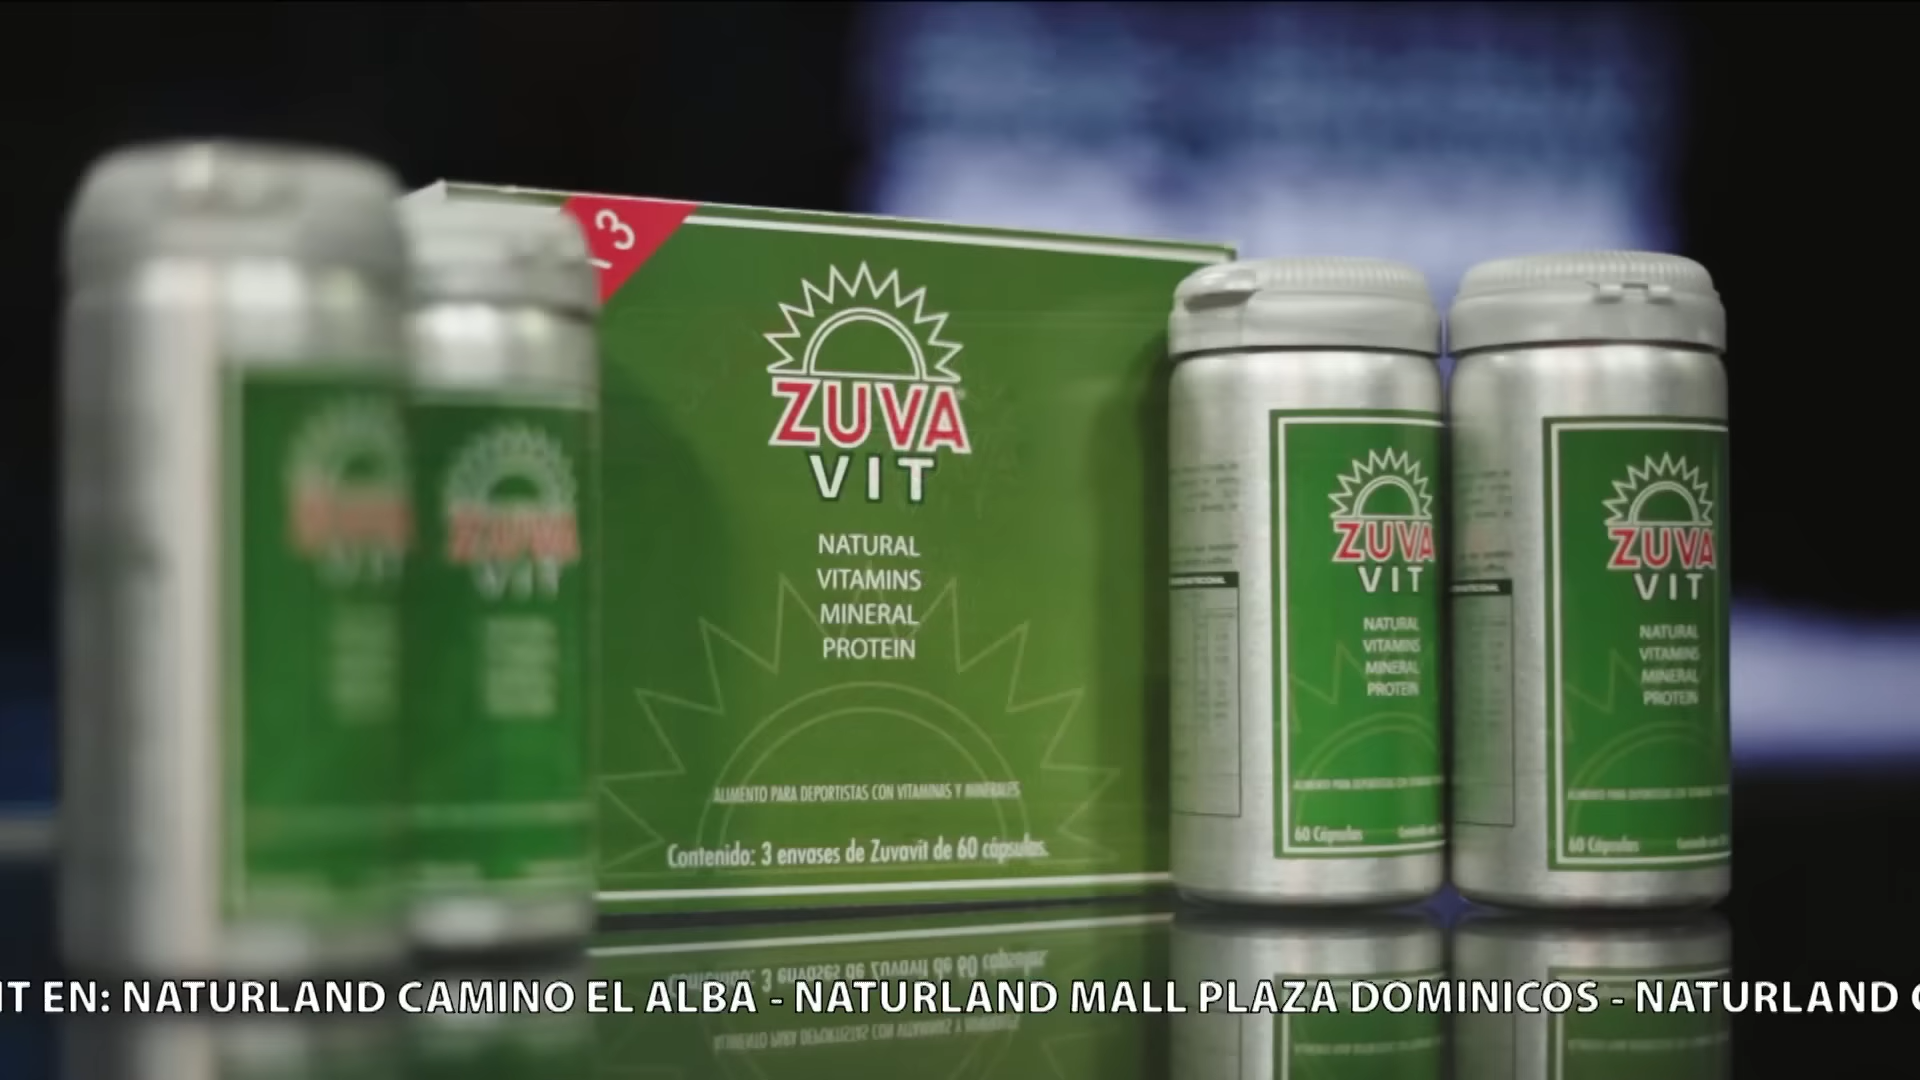 3
ZUVA
VIT
NATURAL
VITAMINS
MINERAL
PROTEIN
ALIMENTO PARA DEPORTISTAS CON VITAMINAS Y MINERALES
Contenido: 3 envases de Zuvavit de 60 cápsulas.
ZUVA
VIT
ZUVA
VIT
NATURAL
VITAMINS
MINERAL
PROTEIN
60 Cápsulas
ZUVA
VIT
NATURAL
VITAMINS
MINERAL
PROTEIN
60 Cápsulas
IT EN: NATURLAND CAMINO EL ALBA - NATURLAND MALL PLAZA DOMINICOS - NATURLAND